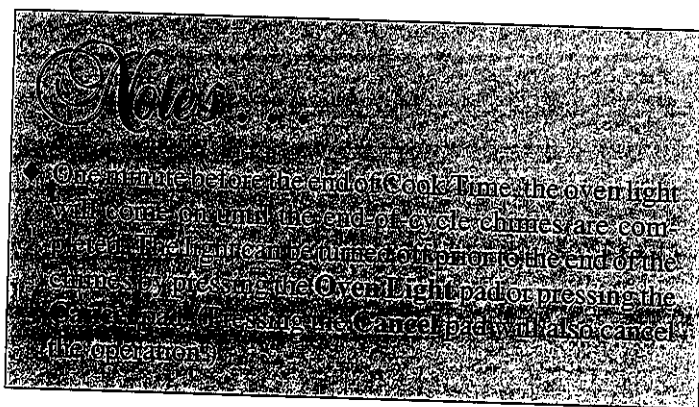 Notes . . .
◆ One minute before the end of Cook Time, the oven light
will come on until the end-of-cycle chimes are com-
pleted. The light can be turned off prior to the end of the
chimes by pressing the Oven Light pad or pressing the
Cancel pad. (Pressing the Cancel pad will also cancel
the operation.)